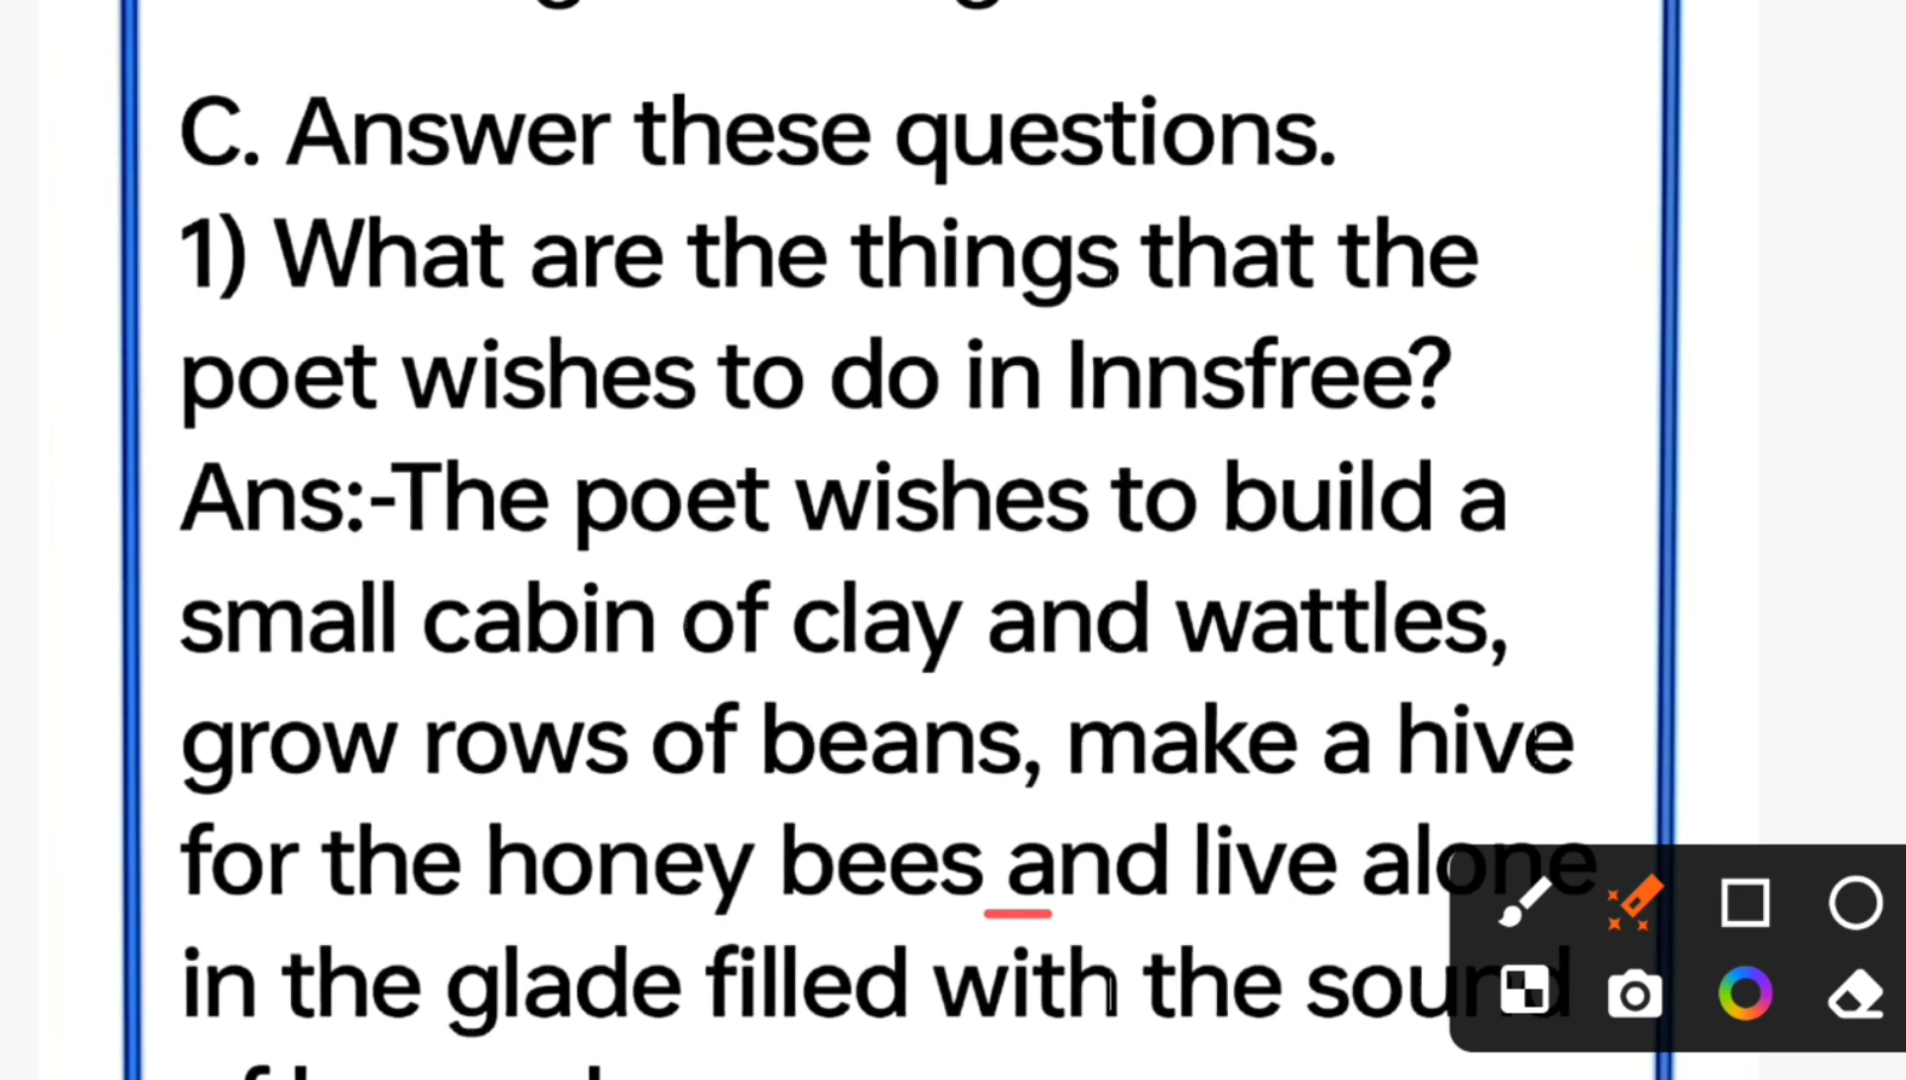 C. Answer these questions.
1) What are the things that the
poet wishes to do in Innsfree?
Ans:-The poet wishes to build a
small cabin of clay and wattles,
grow rows of beans, make a hive
for the honey bees and live alone
in the glade filled with the sound